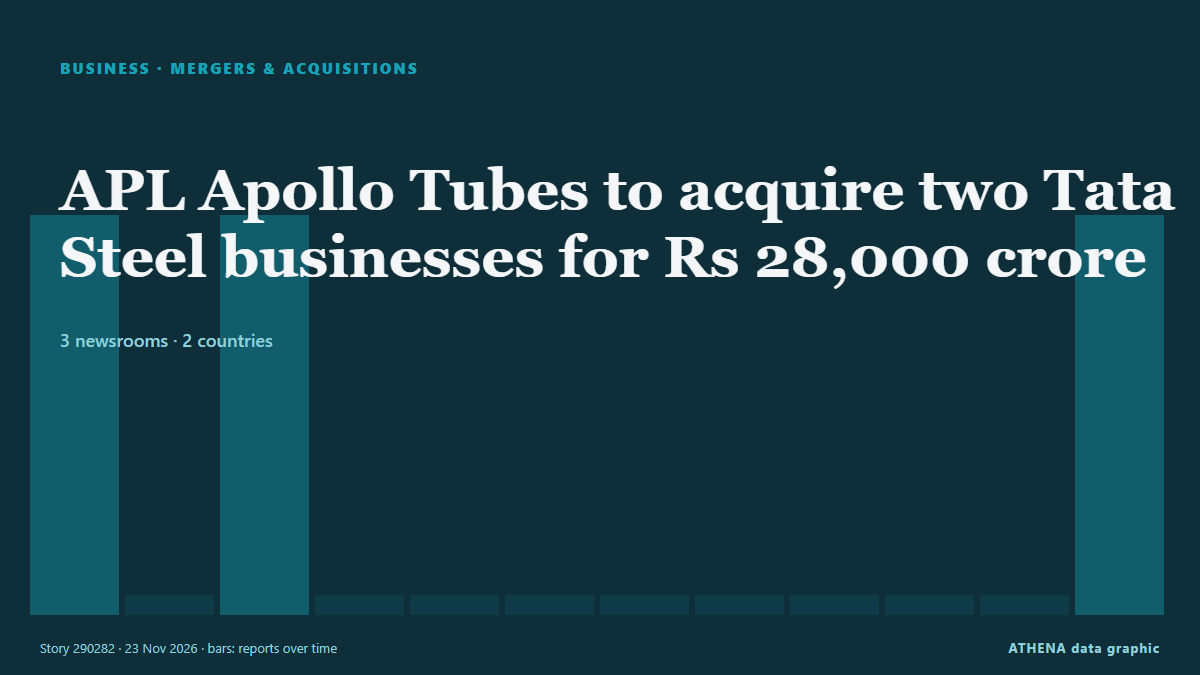 BUSINESS · MERGERS & ACQUISITIONS
APL Apollo Tubes to acquire two Tata
Steel businesses for Rs 28,000 crore
3 newsrooms · 2 countries
Story 290282 · 23 Nov 2026 · bars: reports over time
ATHENA data graphic